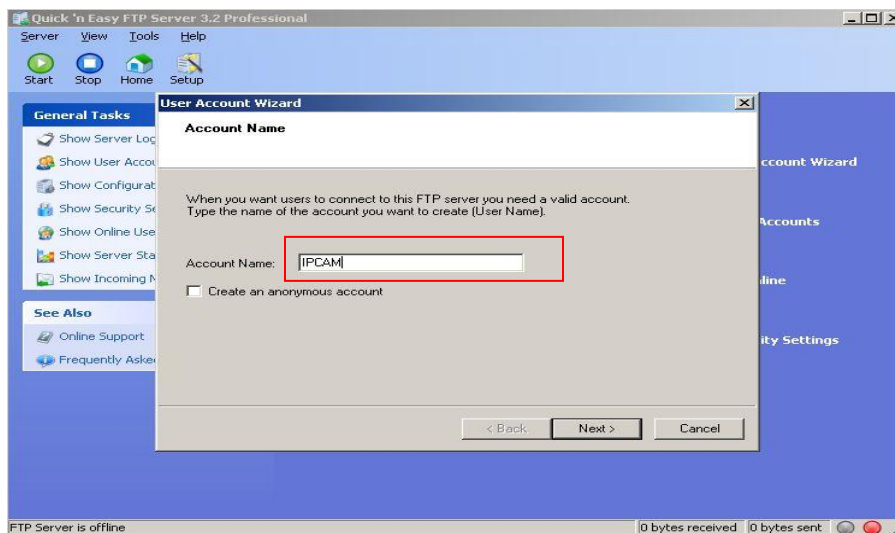 Quick 'n Easy FTP Server 3.2 Professional
Server View Tools Help
Start Stop Home Setup
General Tasks
Show Server Log
Show User Accou
Show Configurat
Show Security Se
Show Online Use
Show Server Sta
Show Incoming N
See Also
Online Support
Frequently Aske
User Account Wizard
Account Name
When you want users to connect to this FTP server you need a valid account.
Type the name of the account you want to create (User Name).
Account Name: IPCAM
Create an anonymous account
< Back Next > Cancel
ccount Wizard
Accounts
line
ity Settings
FTP Server is offline 0 bytes received 0 bytes sent